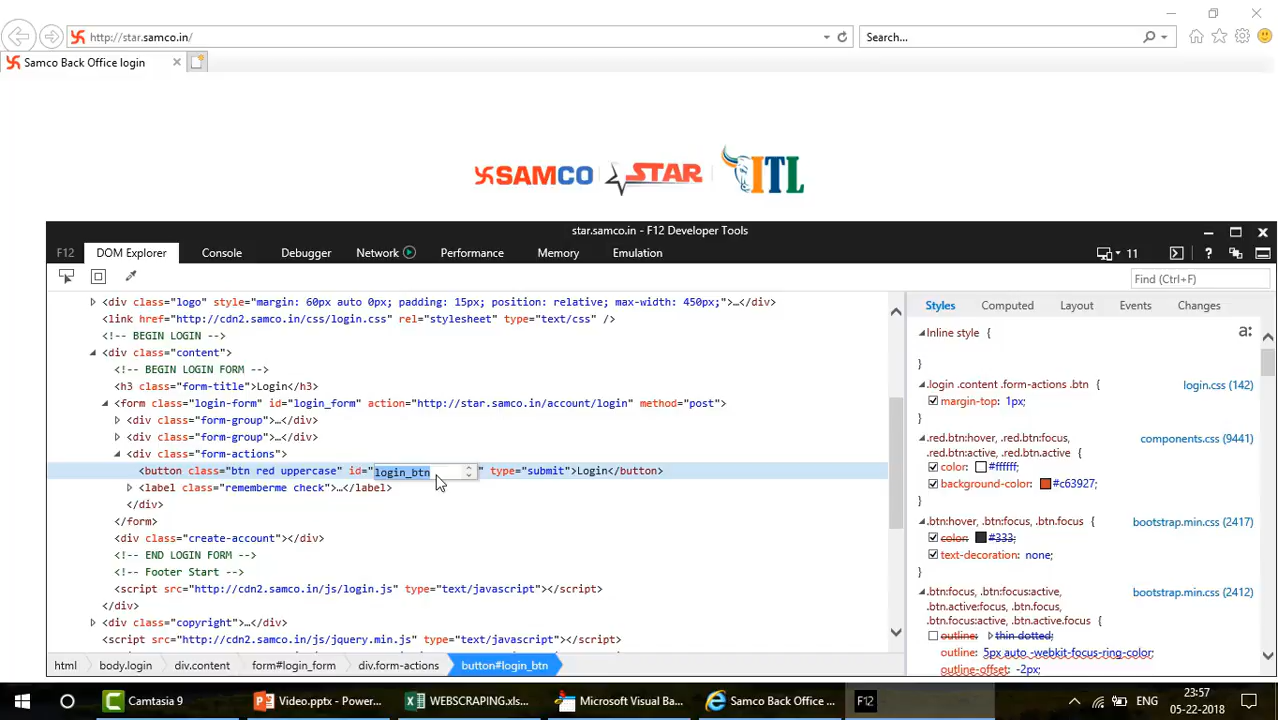 http://star.samco.in/
Search...
Samco Back Office login
SAMCO
STAR
ITL
star.samco.in - F12 Developer Tools
F12 DOM Explorer Console Debugger Network Performance Memory Emulation 11 ?
Find (Ctrl+F)
<div class="logo" style="margin: 60px auto 0px; padding: 15px; position: relative; max-width: 450px;">…</div>
<link href="http://cdn2.samco.in/css/login.css" rel="stylesheet" type="text/css" />
<!-- BEGIN LOGIN -->
<div class="content">
<!-- BEGIN LOGIN FORM -->
<h3 class="form-title">Login</h3>
<form class="login-form" id="login_form" action="http://star.samco.in/account/login" method="post">
<div class="form-group">…</div>
<div class="form-group">…</div>
<div class="form-actions">
<button class="btn red uppercase" id="login_btn" type="submit">Login</button>
<label class="rememberme check">…</label>
</div>
</form>
<div class="create-account"></div>
<!-- END LOGIN FORM -->
<!-- Footer Start -->
<script src="http://cdn2.samco.in/js/login.js" type="text/javascript"></script>
</div>
<div class="copyright">…</div>
<script src="http://cdn2.samco.in/js/jquery.min.js" type="text/javascript"></script>
html body.login div.content form#login_form div.form-actions button#login_btn
Styles Computed Layout Events Changes
Inline style {
a:
}
.login .content .form-actions .btn { login.css (142)
margin-top: 1px;
}
.red.btn:hover, .red.btn:focus, components.css (9441)
.red.btn:active, .red.btn.active {
color: #ffffff;
background-color: #c63927;
}
.btn:hover, .btn:focus, .btn.focus { bootstrap.min.css (2417)
color: #333;
text-decoration: none;
}
.btn:focus, .btn:focus:active, bootstrap.min.css (2412)
.btn.active:focus, .btn.focus,
.btn.focus:active, .btn.active.focus {
outline: thin dotted;
outline: 5px auto -webkit-focus-ring-color;
outline-offset: -2px;
Camtasia 9
Video.pptx - Power...
WEBSCRAPING.xls...
Microsoft Visual Ba...
Samco Back Office ...
F12
ENG
23:57
05-22-2018